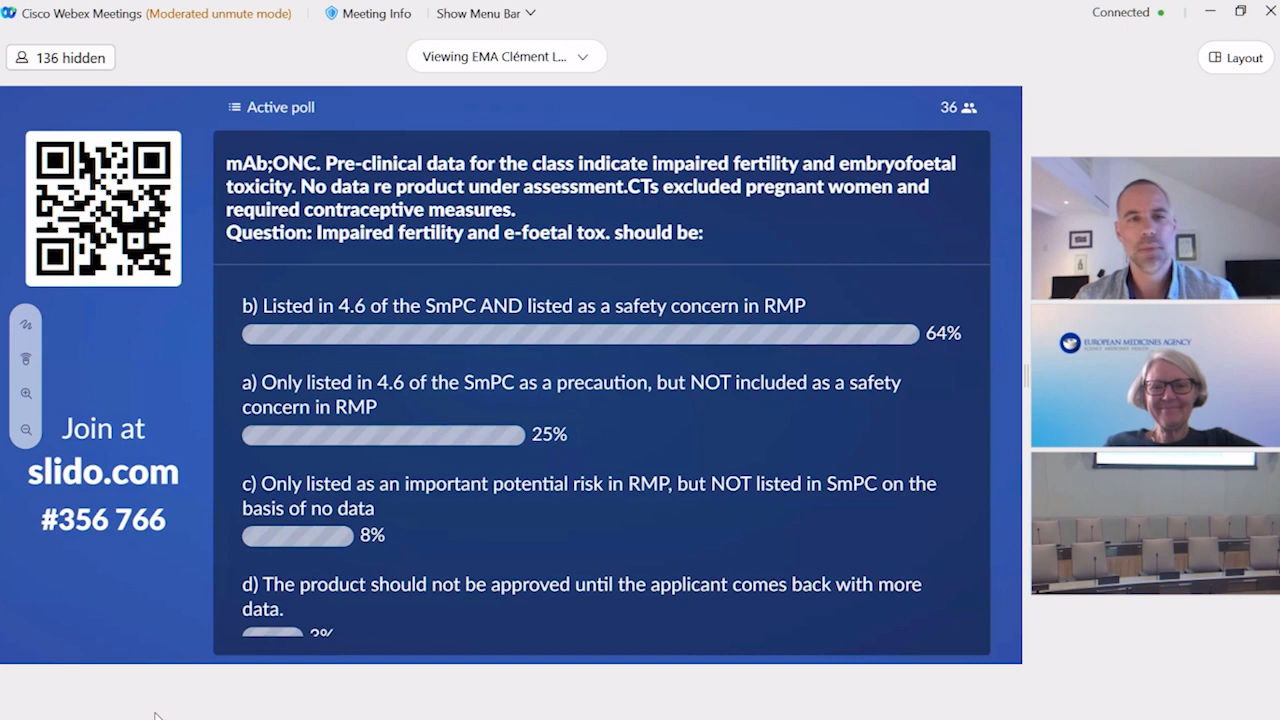 Cisco Webex Meetings (Moderated unmute mode)
Meeting Info
Show Menu Bar
Connected
136 hidden
Viewing EMA Clément L...
Layout
Active poll
36
mAb;ONC. Pre-clinical data for the class indicate impaired fertility and embryofoetal
toxicity. No data re product under assessment.CTs excluded pregnant women and
required contraceptive measures.
Question: Impaired fertility and e-foetal tox. should be:
b) Listed in 4.6 of the SmPC AND listed as a safety concern in RMP
64%
a) Only listed in 4.6 of the SmPC as a precaution, but NOT included as a safety
concern in RMP
25%
c) Only listed as an important potential risk in RMP, but NOT listed in SmPC on the
basis of no data
8%
d) The product should not be approved until the applicant comes back with more
data.
Join at
slido.com
#356 766
EUROPEAN MEDICINES AGENCY